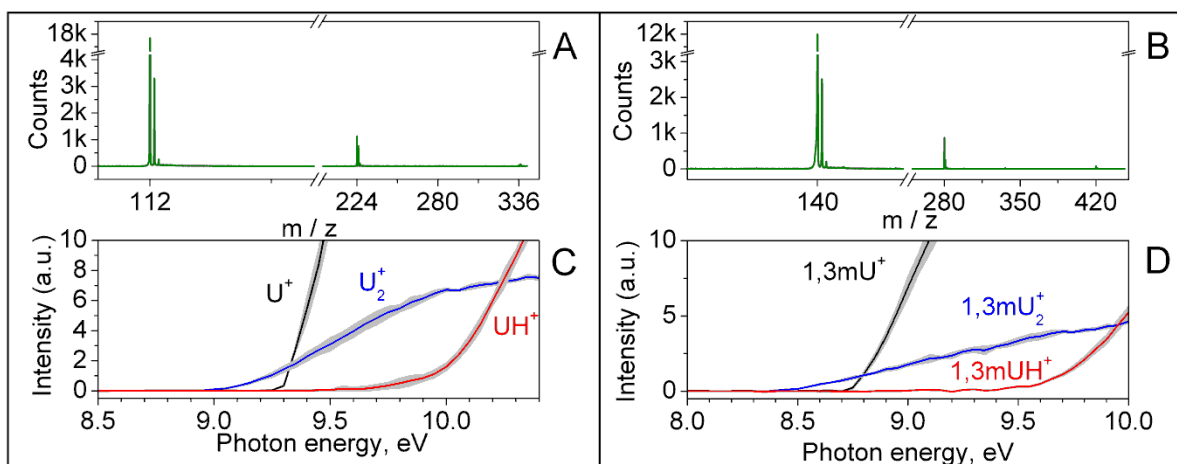 A
18k
4k
3k
2k
1k
0
Counts
112
224
280
336
m / z
B
12k
3k
2k
1k
0
Counts
140
280
350
420
m / z
C
10
8
6
4
2
0
Intensity (a.u.)
U+
U2+
UH+
8.5
9.0
9.5
10.0
Photon energy, eV
D
10
5
0
Intensity (a.u.)
1,3mU+
1,3mU2+
1,3mUH+
8.0
8.5
9.0
9.5
10.0
Photon energy, eV